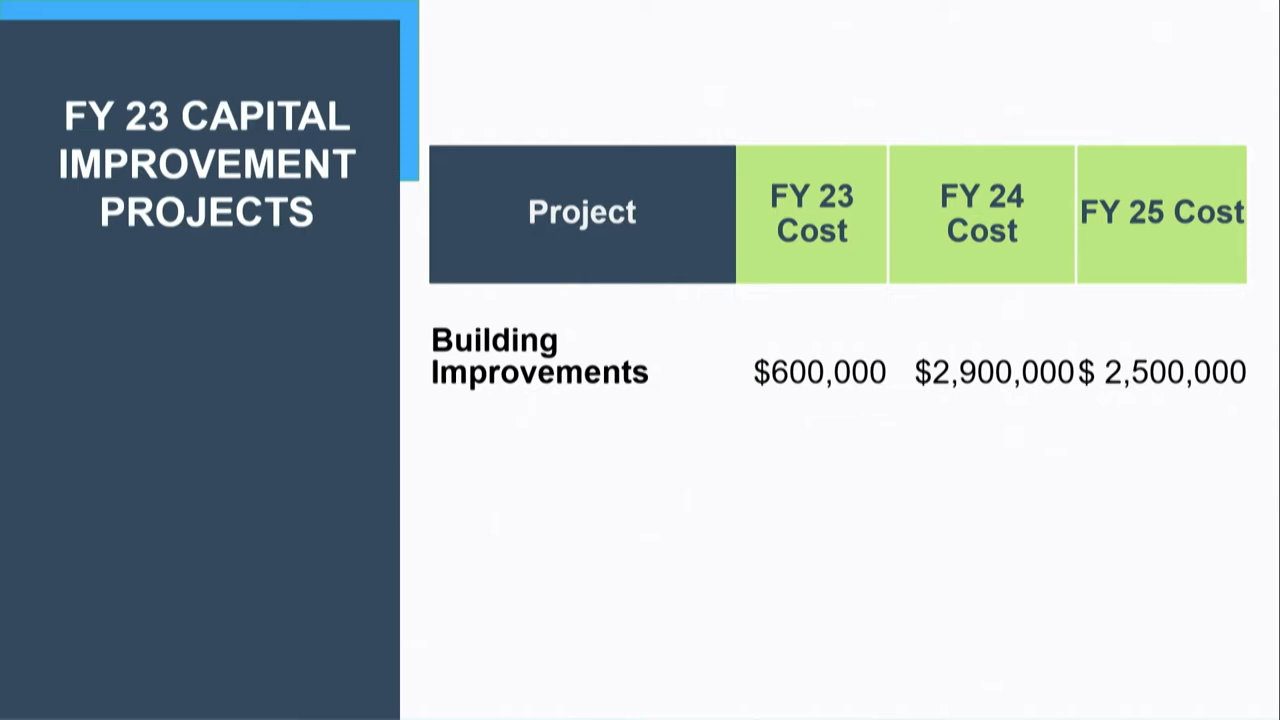 FY 23 CAPITAL
IMPROVEMENT
PROJECTS
Project
FY 23
Cost
FY 24
Cost
FY 25 Cost
Building
Improvements
$600,000
$2,900,000
$ 2,500,000